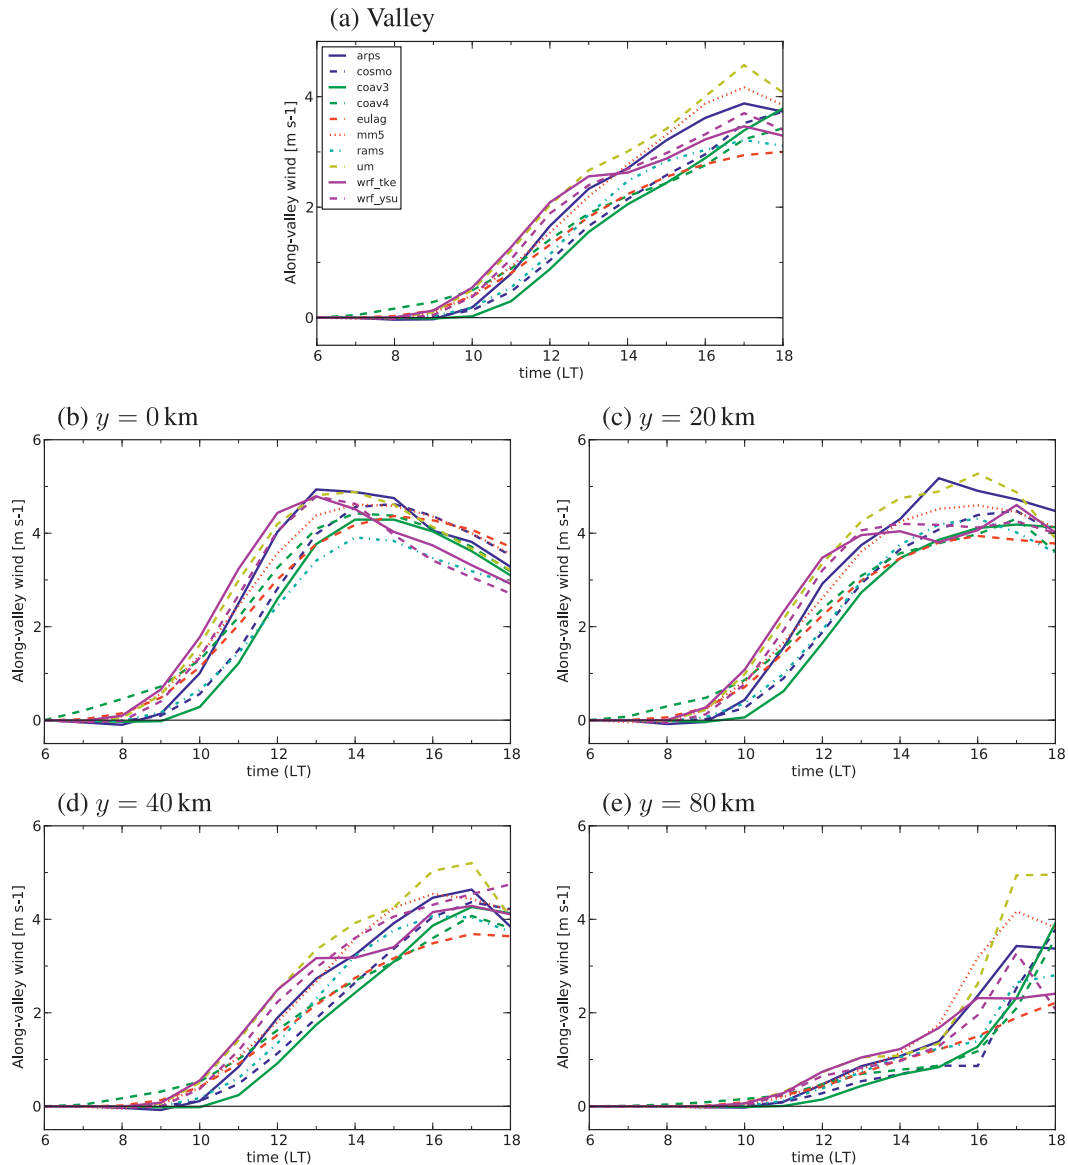 (a) Valley
Along-valley wind [m s-1]
4
2
0
arps
cosmo
coav3
coav4
eulag
mm5
rams
um
wrf_tke
wrf_ysu
6 8 10 12 14 16 18
time (LT)
(b) y = 0 km
Along-valley wind [m s-1]
6
4
2
0
6 8 10 12 14 16 18
time (LT)
(c) y = 20 km
Along-valley wind [m s-1]
6
4
2
0
6 8 10 12 14 16 18
time (LT)
(d) y = 40 km
Along-valley wind [m s-1]
6
4
2
0
6 8 10 12 14 16 18
time (LT)
(e) y = 80 km
Along-valley wind [m s-1]
6
4
2
0
6 8 10 12 14 16 18
time (LT)